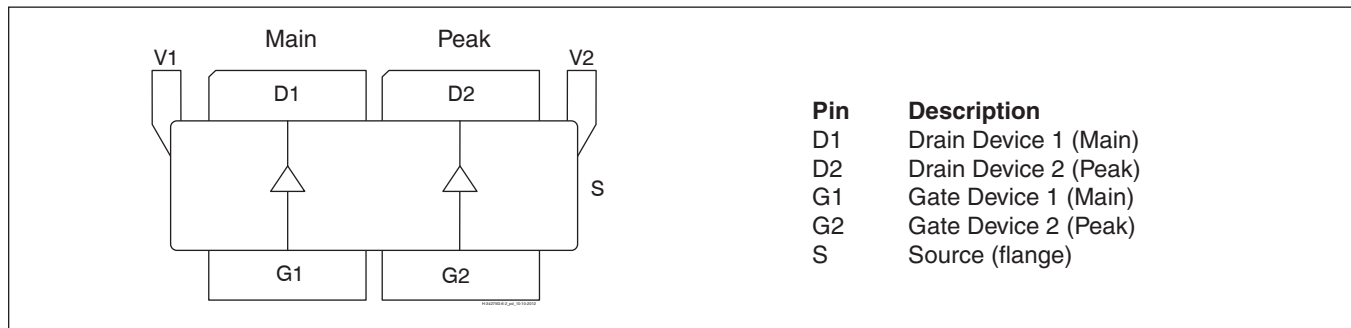 Main Peak
V1 V2
D1 D2
S
G1 G2
Pin Description
D1 Drain Device 1 (Main)
D2 Drain Device 2 (Peak)
G1 Gate Device 1 (Main)
G2 Gate Device 2 (Peak)
S Source (flange)